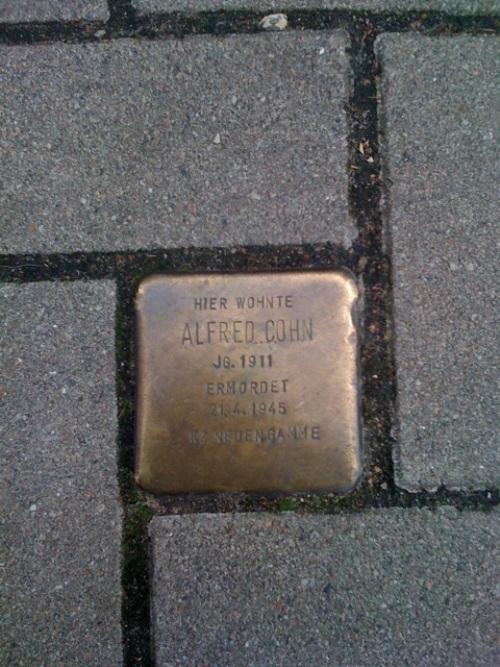 HIER WOHNTE
ALFRED COHN
JG. 1911
ERMORDET
21.4.1945
KZ NEUENGAMME